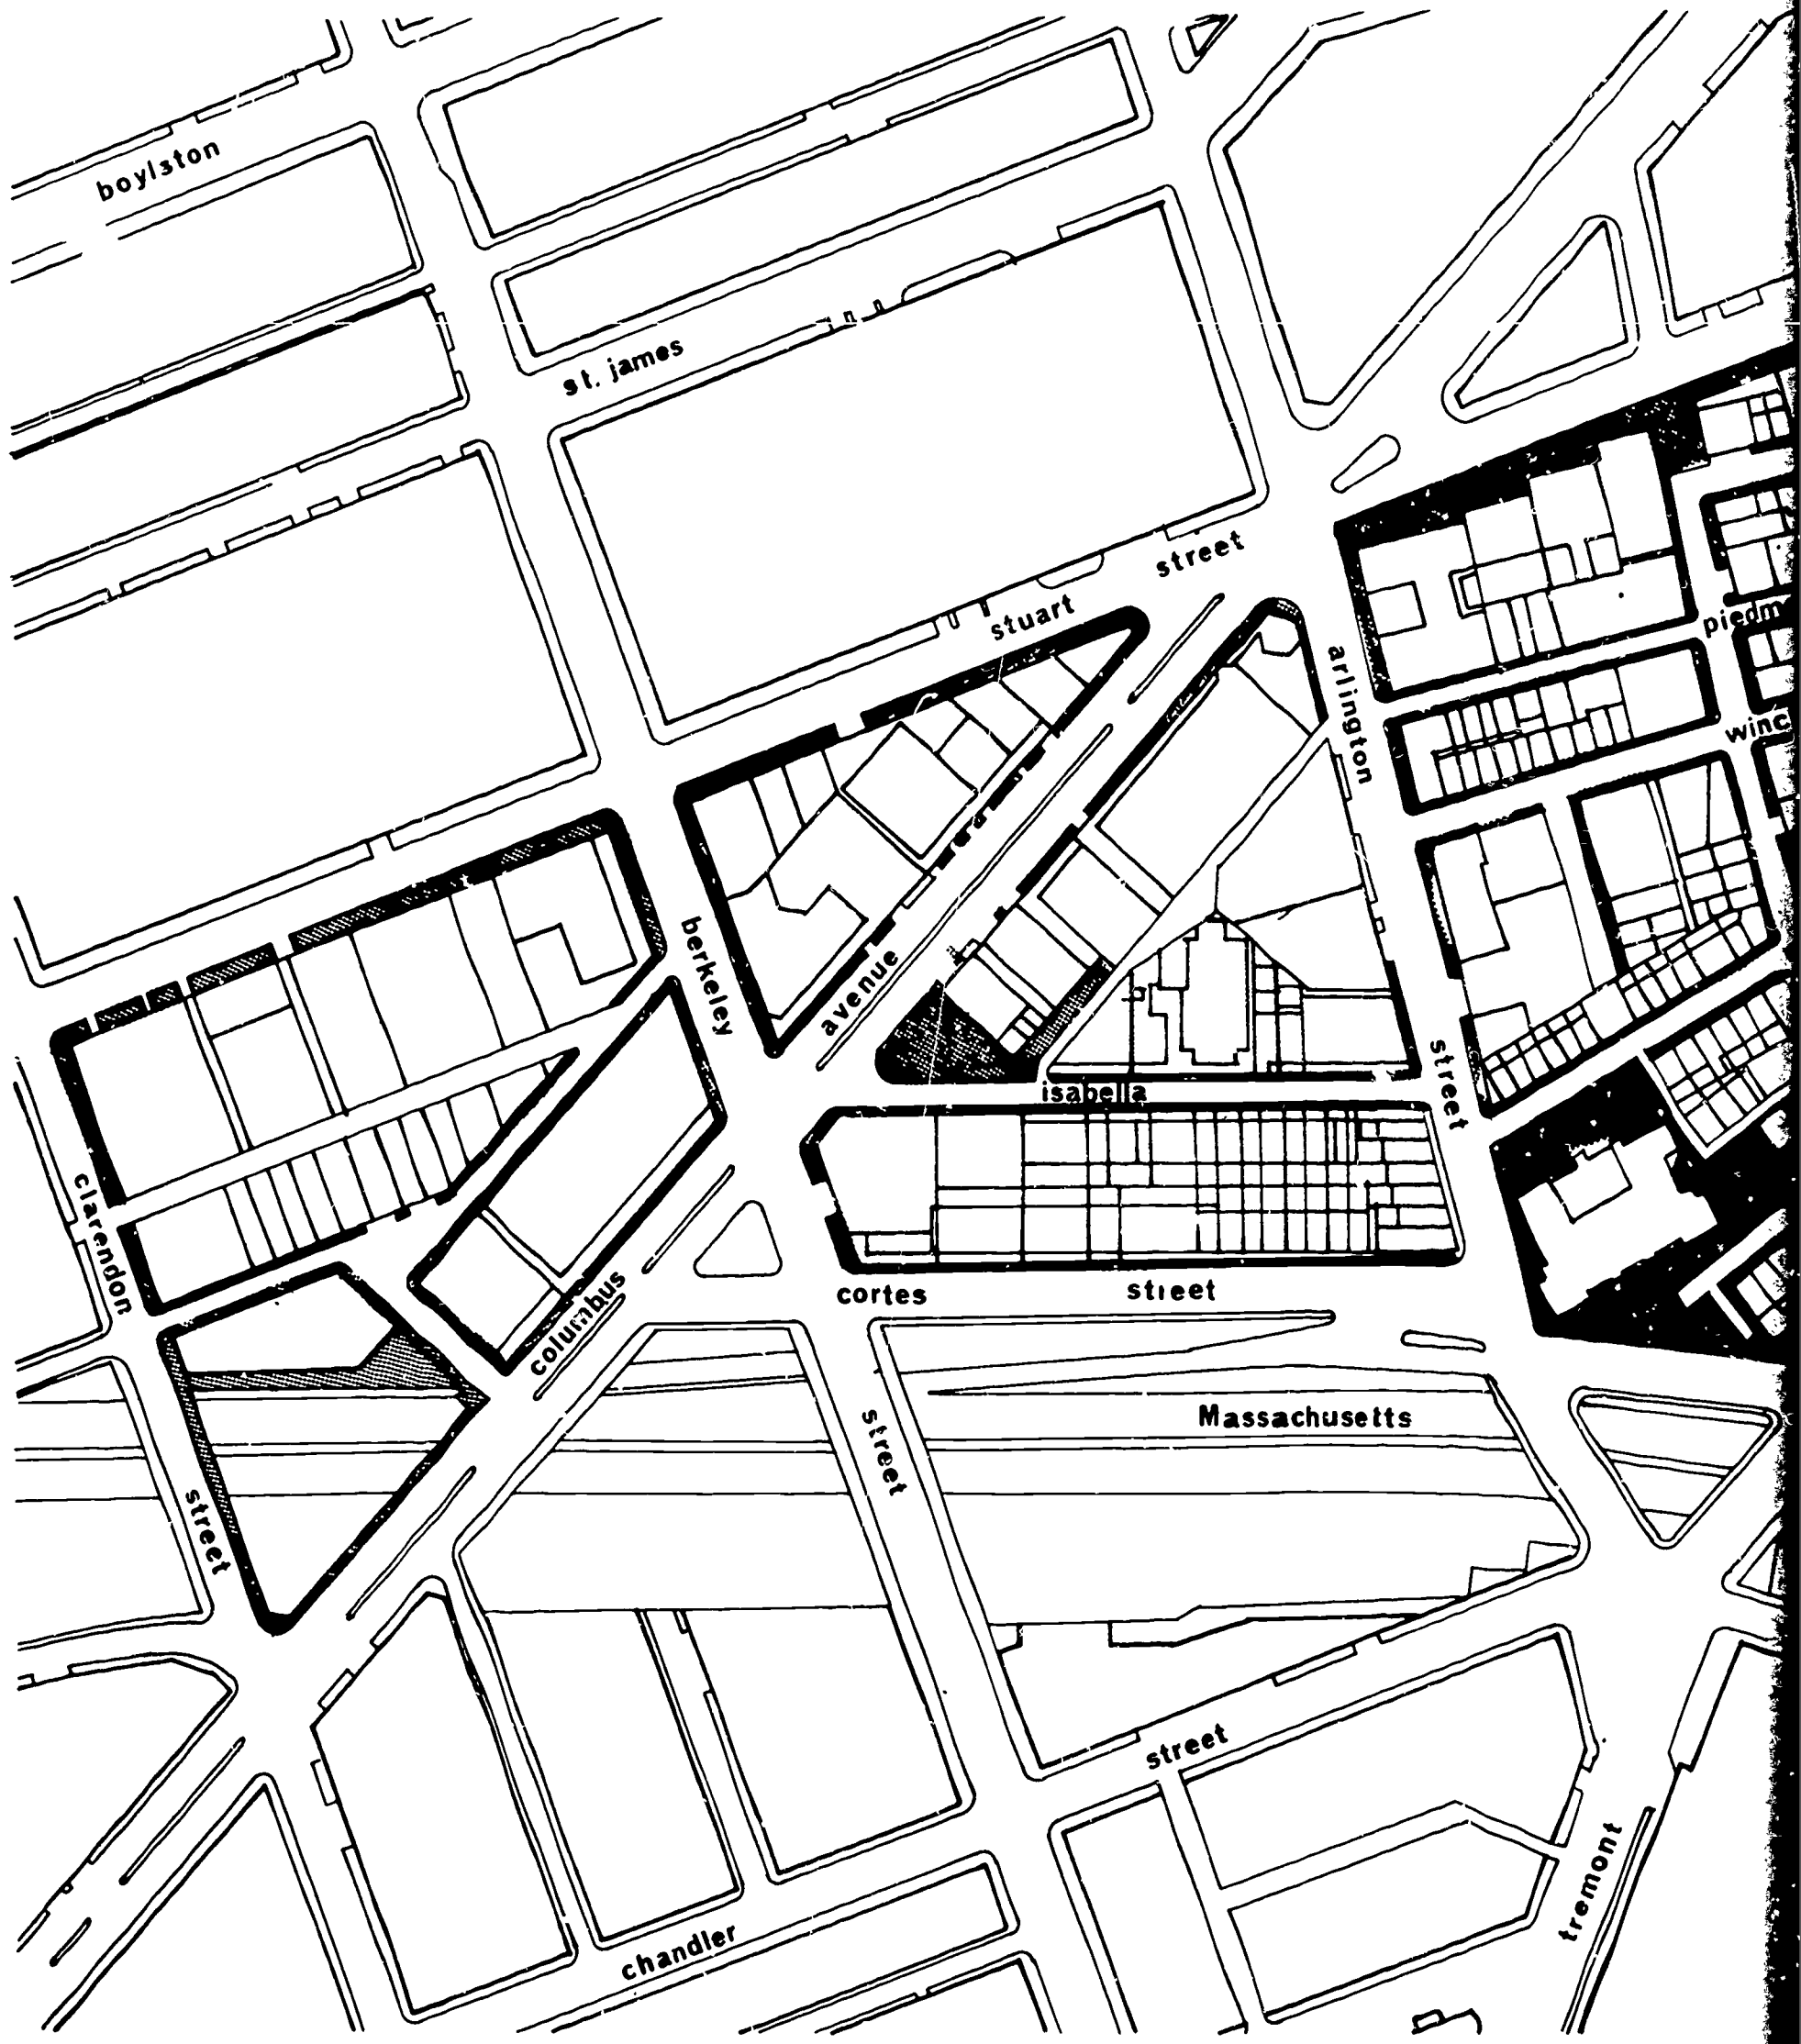 boylston
st. james
street
stuart
piedm
arlington
winc
berkeley
avenue
street
isabella
clarendon
columbus
cortes
street
Massachusetts
street
street
street
tremont
chandler